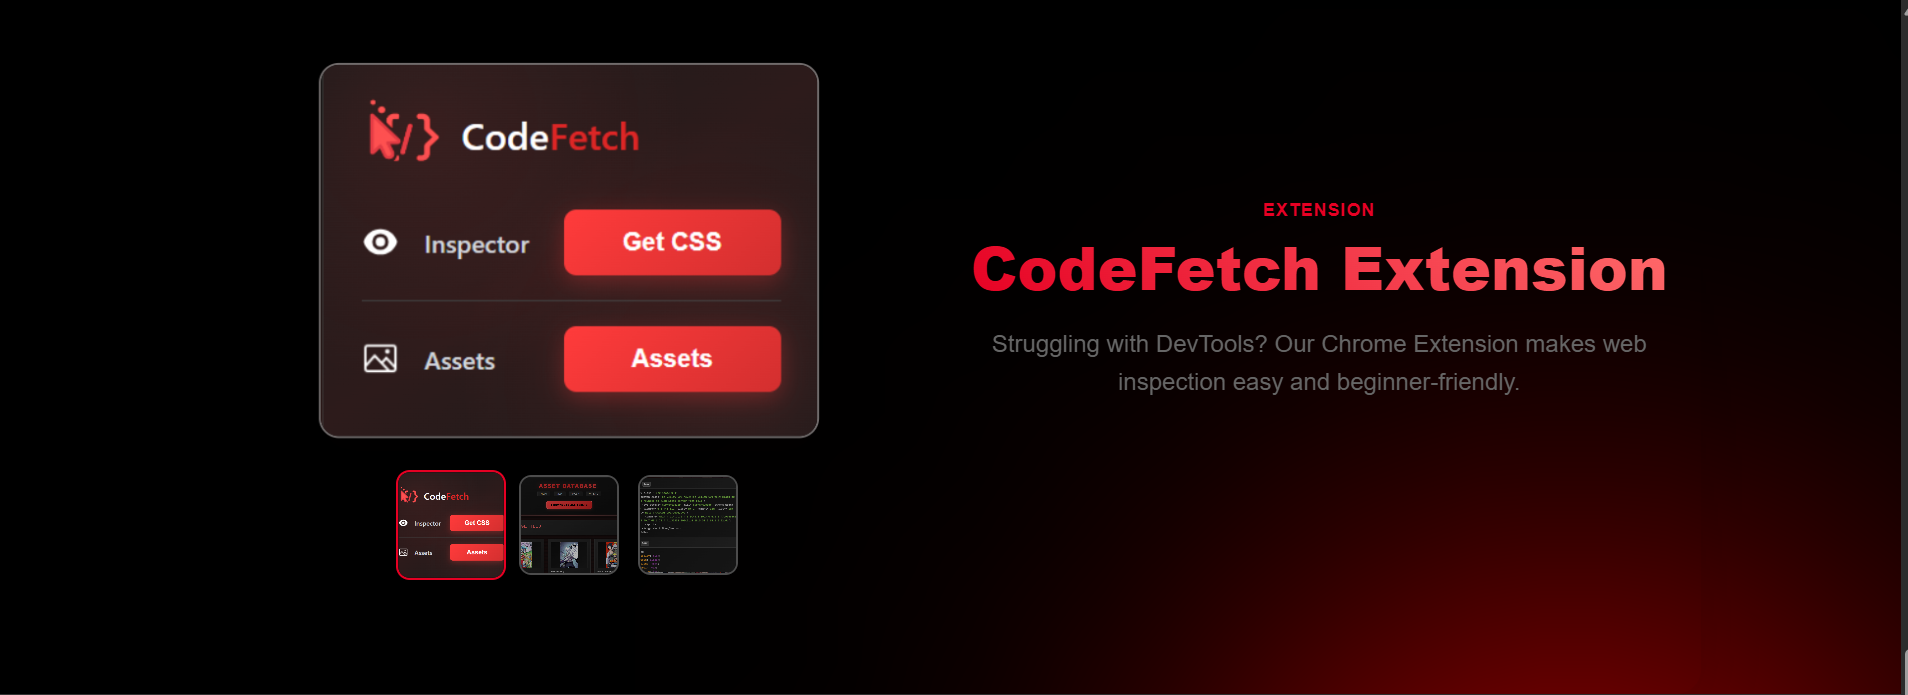 CodeFetch
Inspector
Get CSS
Assets
Assets
EXTENSION
CodeFetch Extension
Struggling with DevTools? Our Chrome Extension makes web
inspection easy and beginner-friendly.
CodeFetch
Inspector
Get CSS
Assets
Assets
ASSET DATABASE